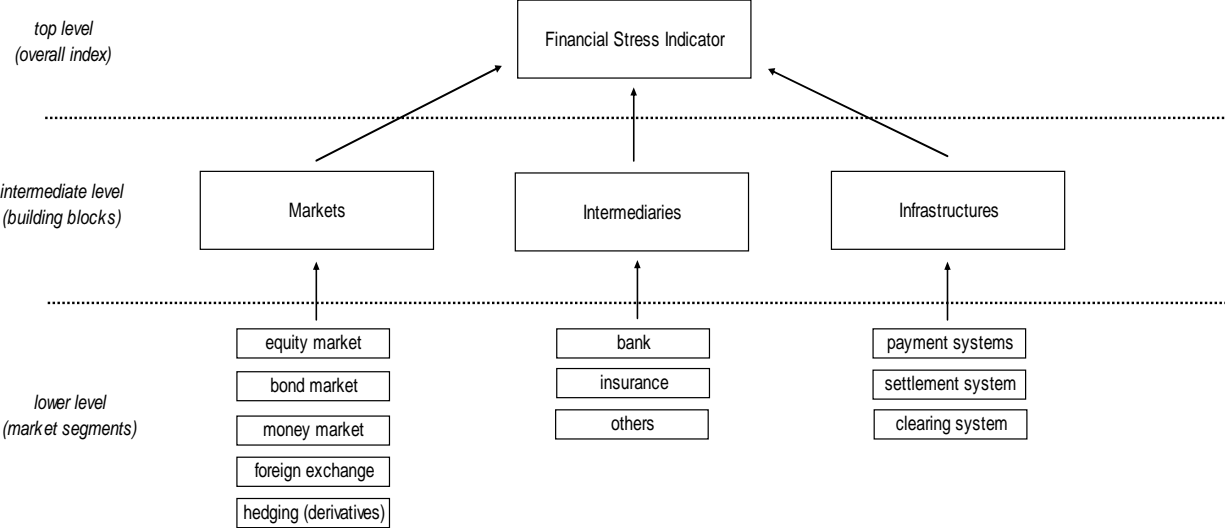 top level
(overall index)
Financial Stress Indicator
intermediate level
(building blocks)
Markets
Intermediaries
Infrastructures
lower level
(market segments)
equity market
bond market
money market
foreign exchange
hedging (derivatives)
bank
insurance
others
payment systems
settlement system
clearing system